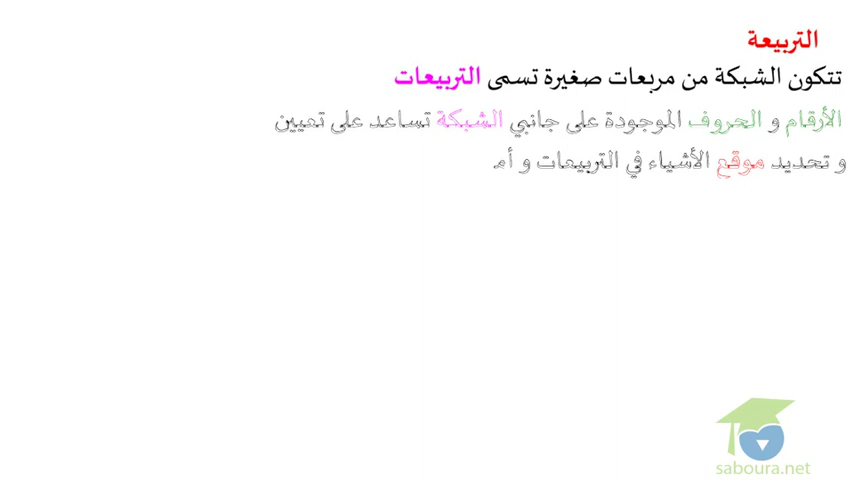 التربيعة
تتكون الشبكة من مربعات صغيرة تسمى التربيعات
الأرقام و الحروف الموجودة على جانبي الشبكة تساعد على تعيين
و تحديد موقع الأشياء في التربيعات و أم
saboura.net